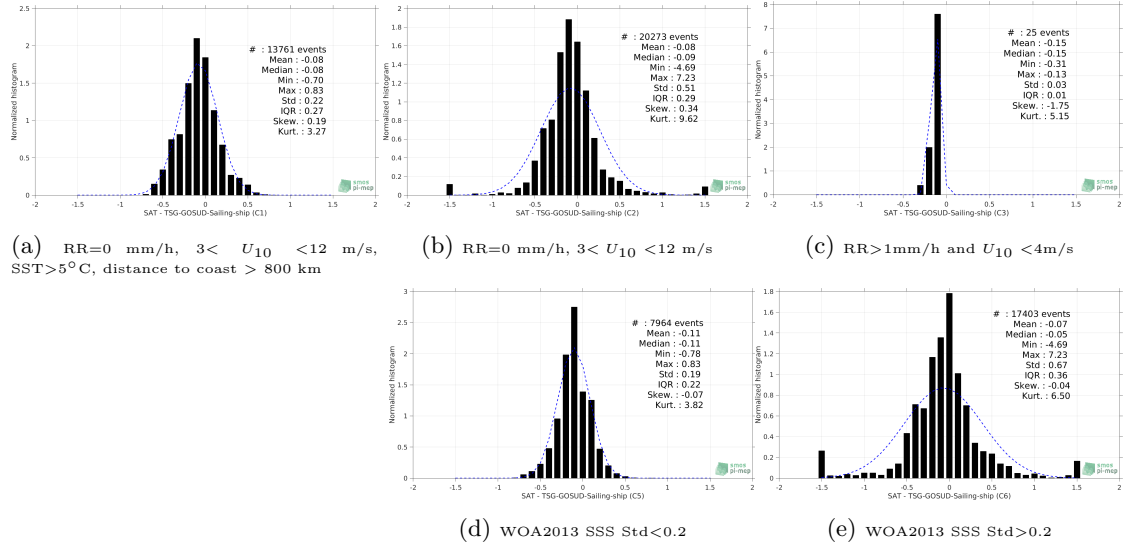 2.5
2
1.5
1
0.5
0
-2
-1.5
-1
-0.5
0
0.5
1
1.5
2
Normalized histogram
SAT - TSG-GOSUD-Sailing-ship (C1)
# : 13761 events
Mean : -0.08
Median : -0.08
Min : -0.70
Max : 0.83
Std : 0.22
IQR : 0.27
Skew. : 0.19
Kurt. : 3.27
smos
pi-mep
(a) RR=0 mm/h, 3< U10 <12 m/s,
SST>5°C, distance to coast > 800 km
2
1.8
1.6
1.4
1.2
1
0.8
0.6
0.4
0.2
0
-2
-1.5
-1
-0.5
0
0.5
1
1.5
2
Normalized histogram
SAT - TSG-GOSUD-Sailing-ship (C2)
# : 20273 events
Mean : -0.08
Median : -0.09
Min : -4.69
Max : 7.23
Std : 0.51
IQR : 0.29
Skew. : 0.34
Kurt. : 9.62
smos
pi-mep
(b) RR=0 mm/h, 3< U10 <12 m/s
8
7
6
5
4
3
2
1
0
-2
-1.5
-1
-0.5
0
0.5
1
1.5
2
Normalized histogram
SAT - TSG-GOSUD-Sailing-ship (C3)
# : 25 events
Mean : -0.15
Median : -0.15
Min : -0.31
Max : -0.13
Std : 0.03
IQR : 0.01
Skew. : -1.75
Kurt. : 5.15
smos
pi-mep
(c) RR>1mm/h and U10 <4m/s
3
2.5
2
1.5
1
0.5
0
-2
-1.5
-1
-0.5
0
0.5
1
1.5
2
Normalized histogram
SAT - TSG-GOSUD-Sailing-ship (C5)
# : 7964 events
Mean : -0.11
Median : -0.11
Min : -0.78
Max : 0.83
Std : 0.19
IQR : 0.22
Skew. : -0.07
Kurt. : 3.82
smos
pi-mep
(d) WOA2013 SSS Std<0.2
1.8
1.6
1.4
1.2
1
0.8
0.6
0.4
0.2
0
-2
-1.5
-1
-0.5
0
0.5
1
1.5
2
Normalized histogram
SAT - TSG-GOSUD-Sailing-ship (C6)
# : 17403 events
Mean : -0.07
Median : -0.05
Min : -4.69
Max : 7.23
Std : 0.67
IQR : 0.36
Skew. : -0.04
Kurt. : 6.50
smos
pi-mep
(e) WOA2013 SSS Std>0.2